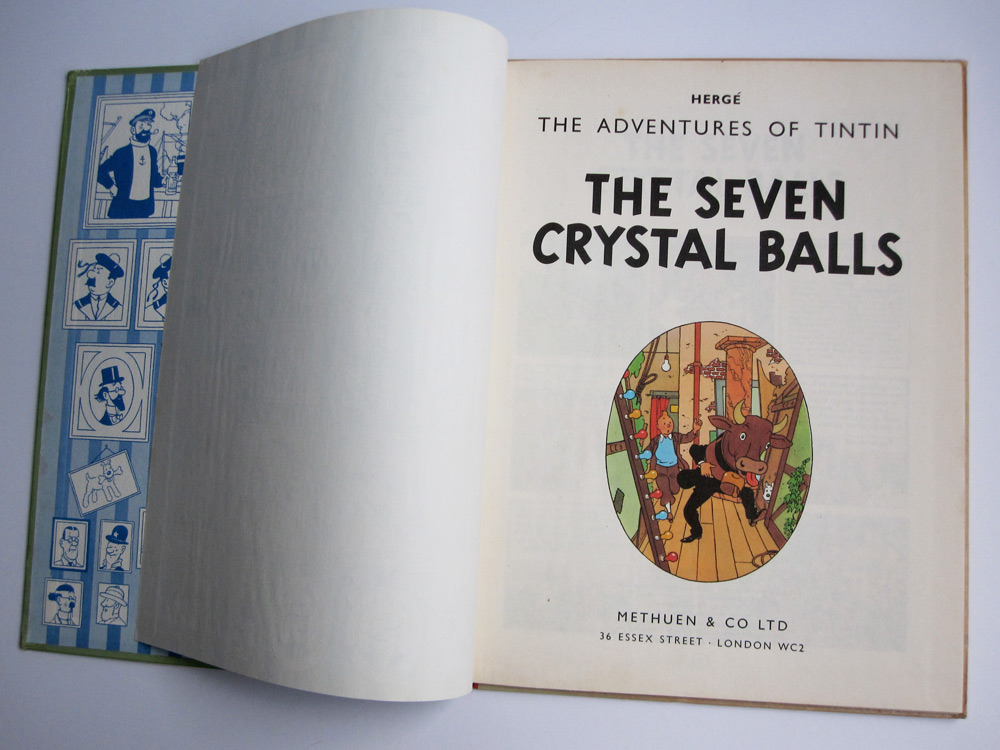 HERGÉ
THE ADVENTURES OF TINTIN
THE SEVEN
CRYSTAL BALLS
METHUEN & CO LTD
36 ESSEX STREET · LONDON WC2